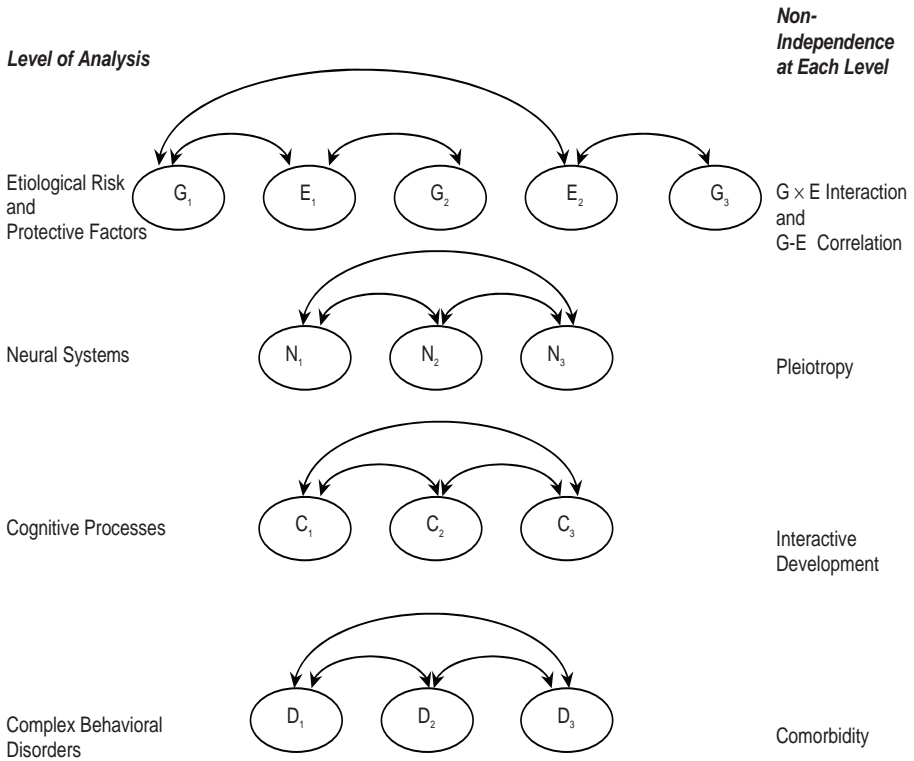 Non-
Independence
at Each Level
Level of Analysis
Etiological Risk
and
Protective Factors
G₁
E₁
G₂
E₂
G₃
G × E Interaction
and
G-E Correlation
Neural Systems
N₁
N₂
N₃
Pleiotropy
Cognitive Processes
C₁
C₂
C₃
Interactive
Development
Complex Behavioral
Disorders
D₁
D₂
D₃
Comorbidity